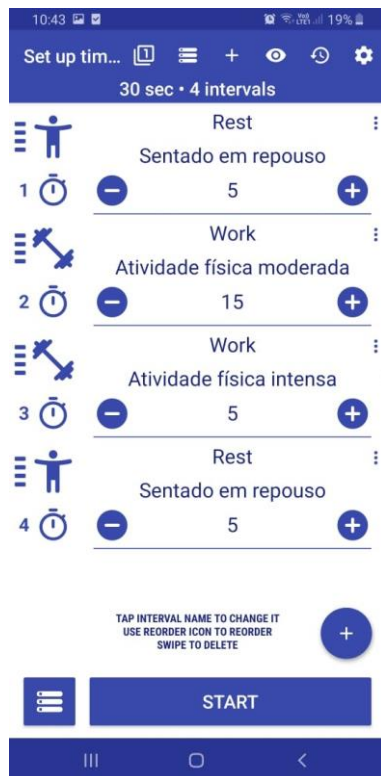 10:43 19%
Set up tim... 1
30 sec • 4 intervals
Rest
Sentado em repouso
1 5
Work
Atividade física moderada
2 15
Work
Atividade física intensa
3 5
Rest
Sentado em repouso
4 5
TAP INTERVAL NAME TO CHANGE IT
USE REORDER ICON TO REORDER
SWIPE TO DELETE
START